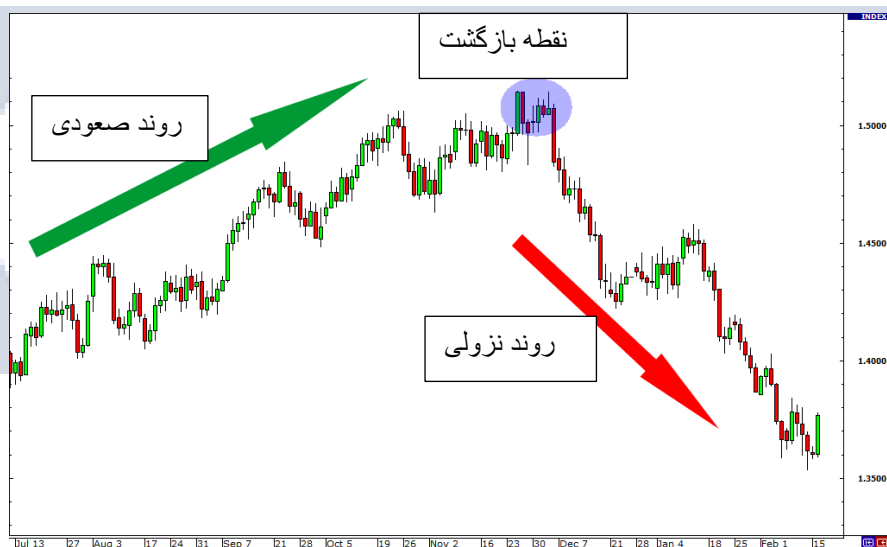 INDEX
نقطه بازگشت
روند صعودی
روند نزولی
1.5000
1.4500
1.4000
1.3500
Jul 13 27 Aug 3 17 24 31 Sep 7 21 28 Oct 5 19 26 Nov 2 16 23 30 Dec 7 21 28 Jan 4 18 25 Feb 1 15